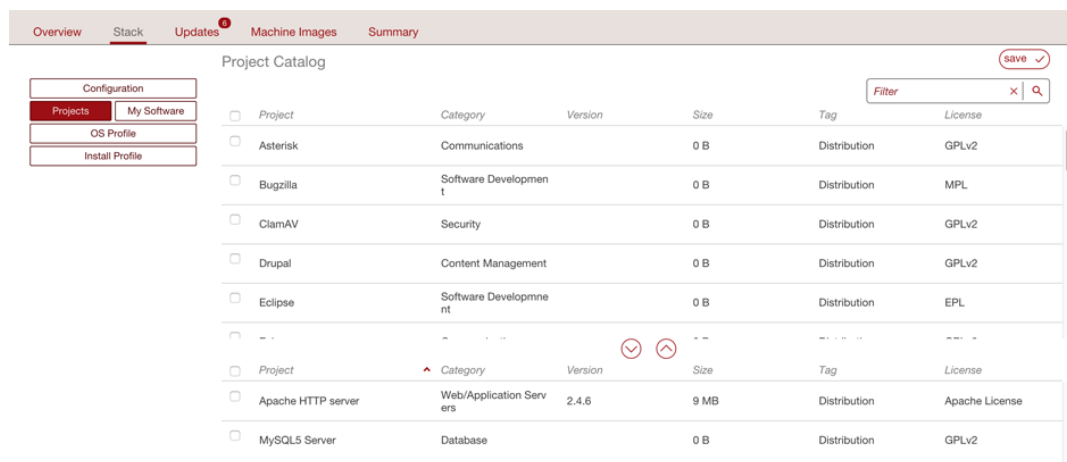 Overview Stack Updates 6 Machine Images Summary
Project Catalog
save
Configuration
Projects My Software
OS Profile
Install Profile
Filter
Project Category Version Size Tag License
Asterisk Communications 0 B Distribution GPLv2
Bugzilla Software Developmen
t 0 B Distribution MPL
ClamAV Security 0 B Distribution GPLv2
Drupal Content Management 0 B Distribution GPLv2
Eclipse Software Developmne
nt 0 B Distribution EPL
Project Category Version Size Tag License
Apache HTTP server Web/Application Serv
ers 2.4.6 9 MB Distribution Apache License
MySQL5 Server Database 0 B Distribution GPLv2